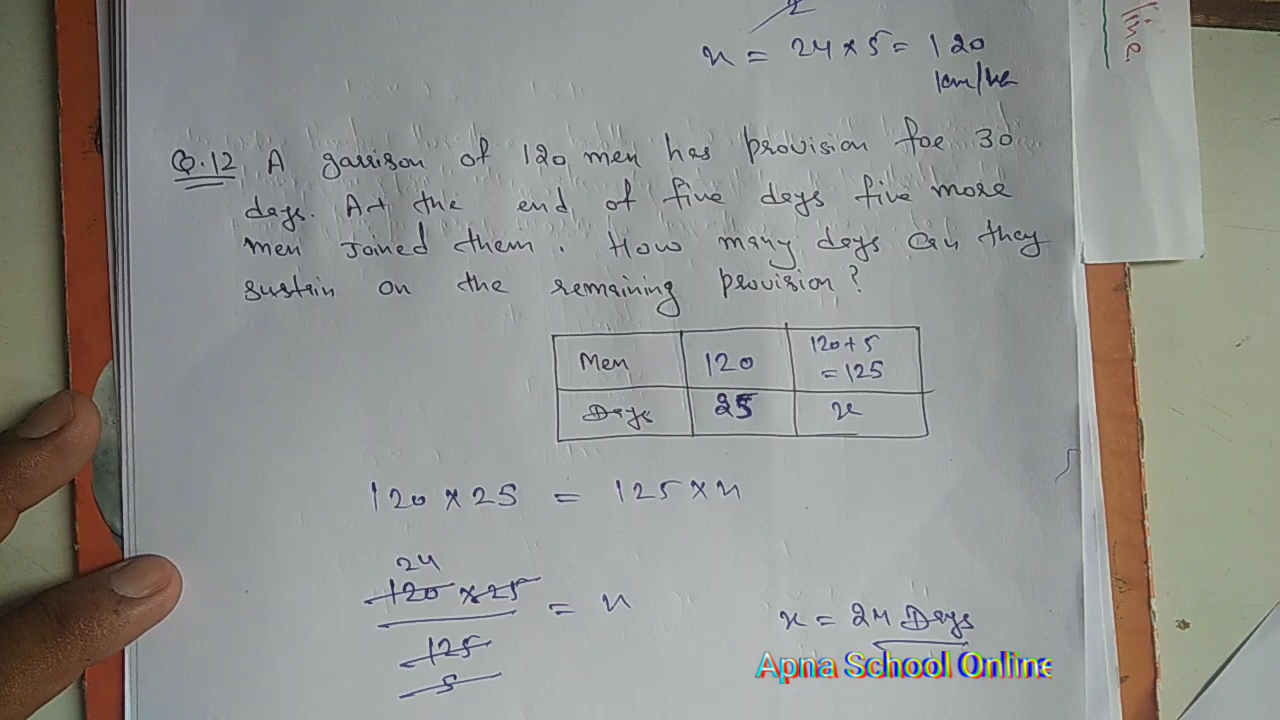 x = 24 × 5 = 120
km/hr
line.
Q.12 A garrison of 120 men has provision for 30
days. At the end of five days five more
men Joined them. How many days can they
sustain on the remaining provision?
Men 120 120+5 = 125
Days 25 x
120 × 25 = 125 × x
24
120 × 25 = x
125
5
x = 24 Days
Apna School Online